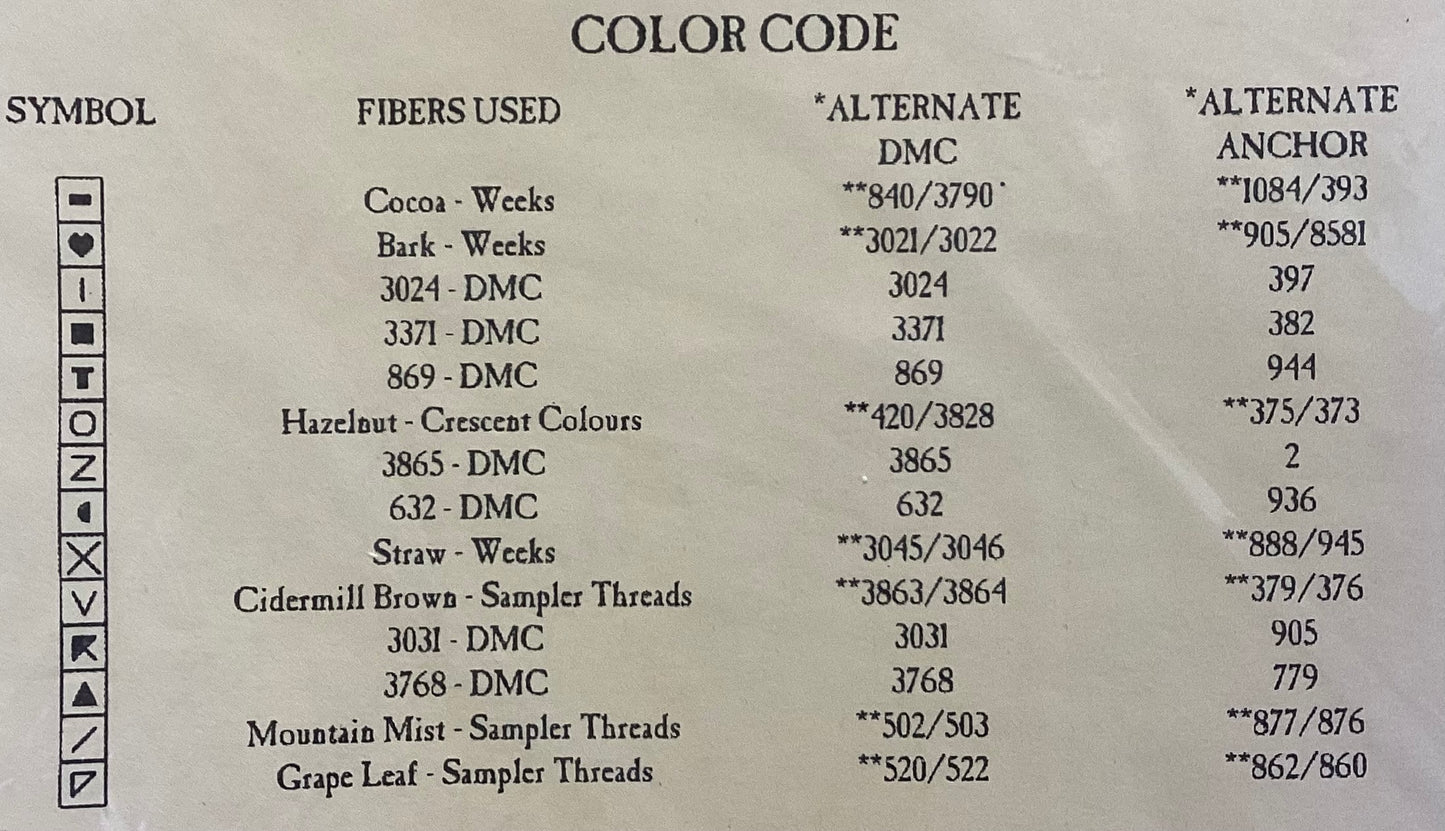 COLOR CODE
SYMBOL FIBERS USED *ALTERNATE DMC *ALTERNATE ANCHOR
Cocoa - Weeks **840/3790 **1084/393
Bark - Weeks **3021/3022 **905/8581
3024 - DMC 3024 397
3371 - DMC 3371 382
T 869 - DMC 869 944
O Hazelnut - Crescent Colours **420/3828 **375/373
Z 3865 - DMC 3865 2
632 - DMC 632 936
X Straw - Weeks **3045/3046 **888/945
V Cidermill Brown - Sampler Threads **3863/3864 **379/376
3031 - DMC 3031 905
3768 - DMC 3768 779
/ Mountain Mist - Sampler Threads **502/503 **877/876
Grape Leaf - Sampler Threads **520/522 **862/860